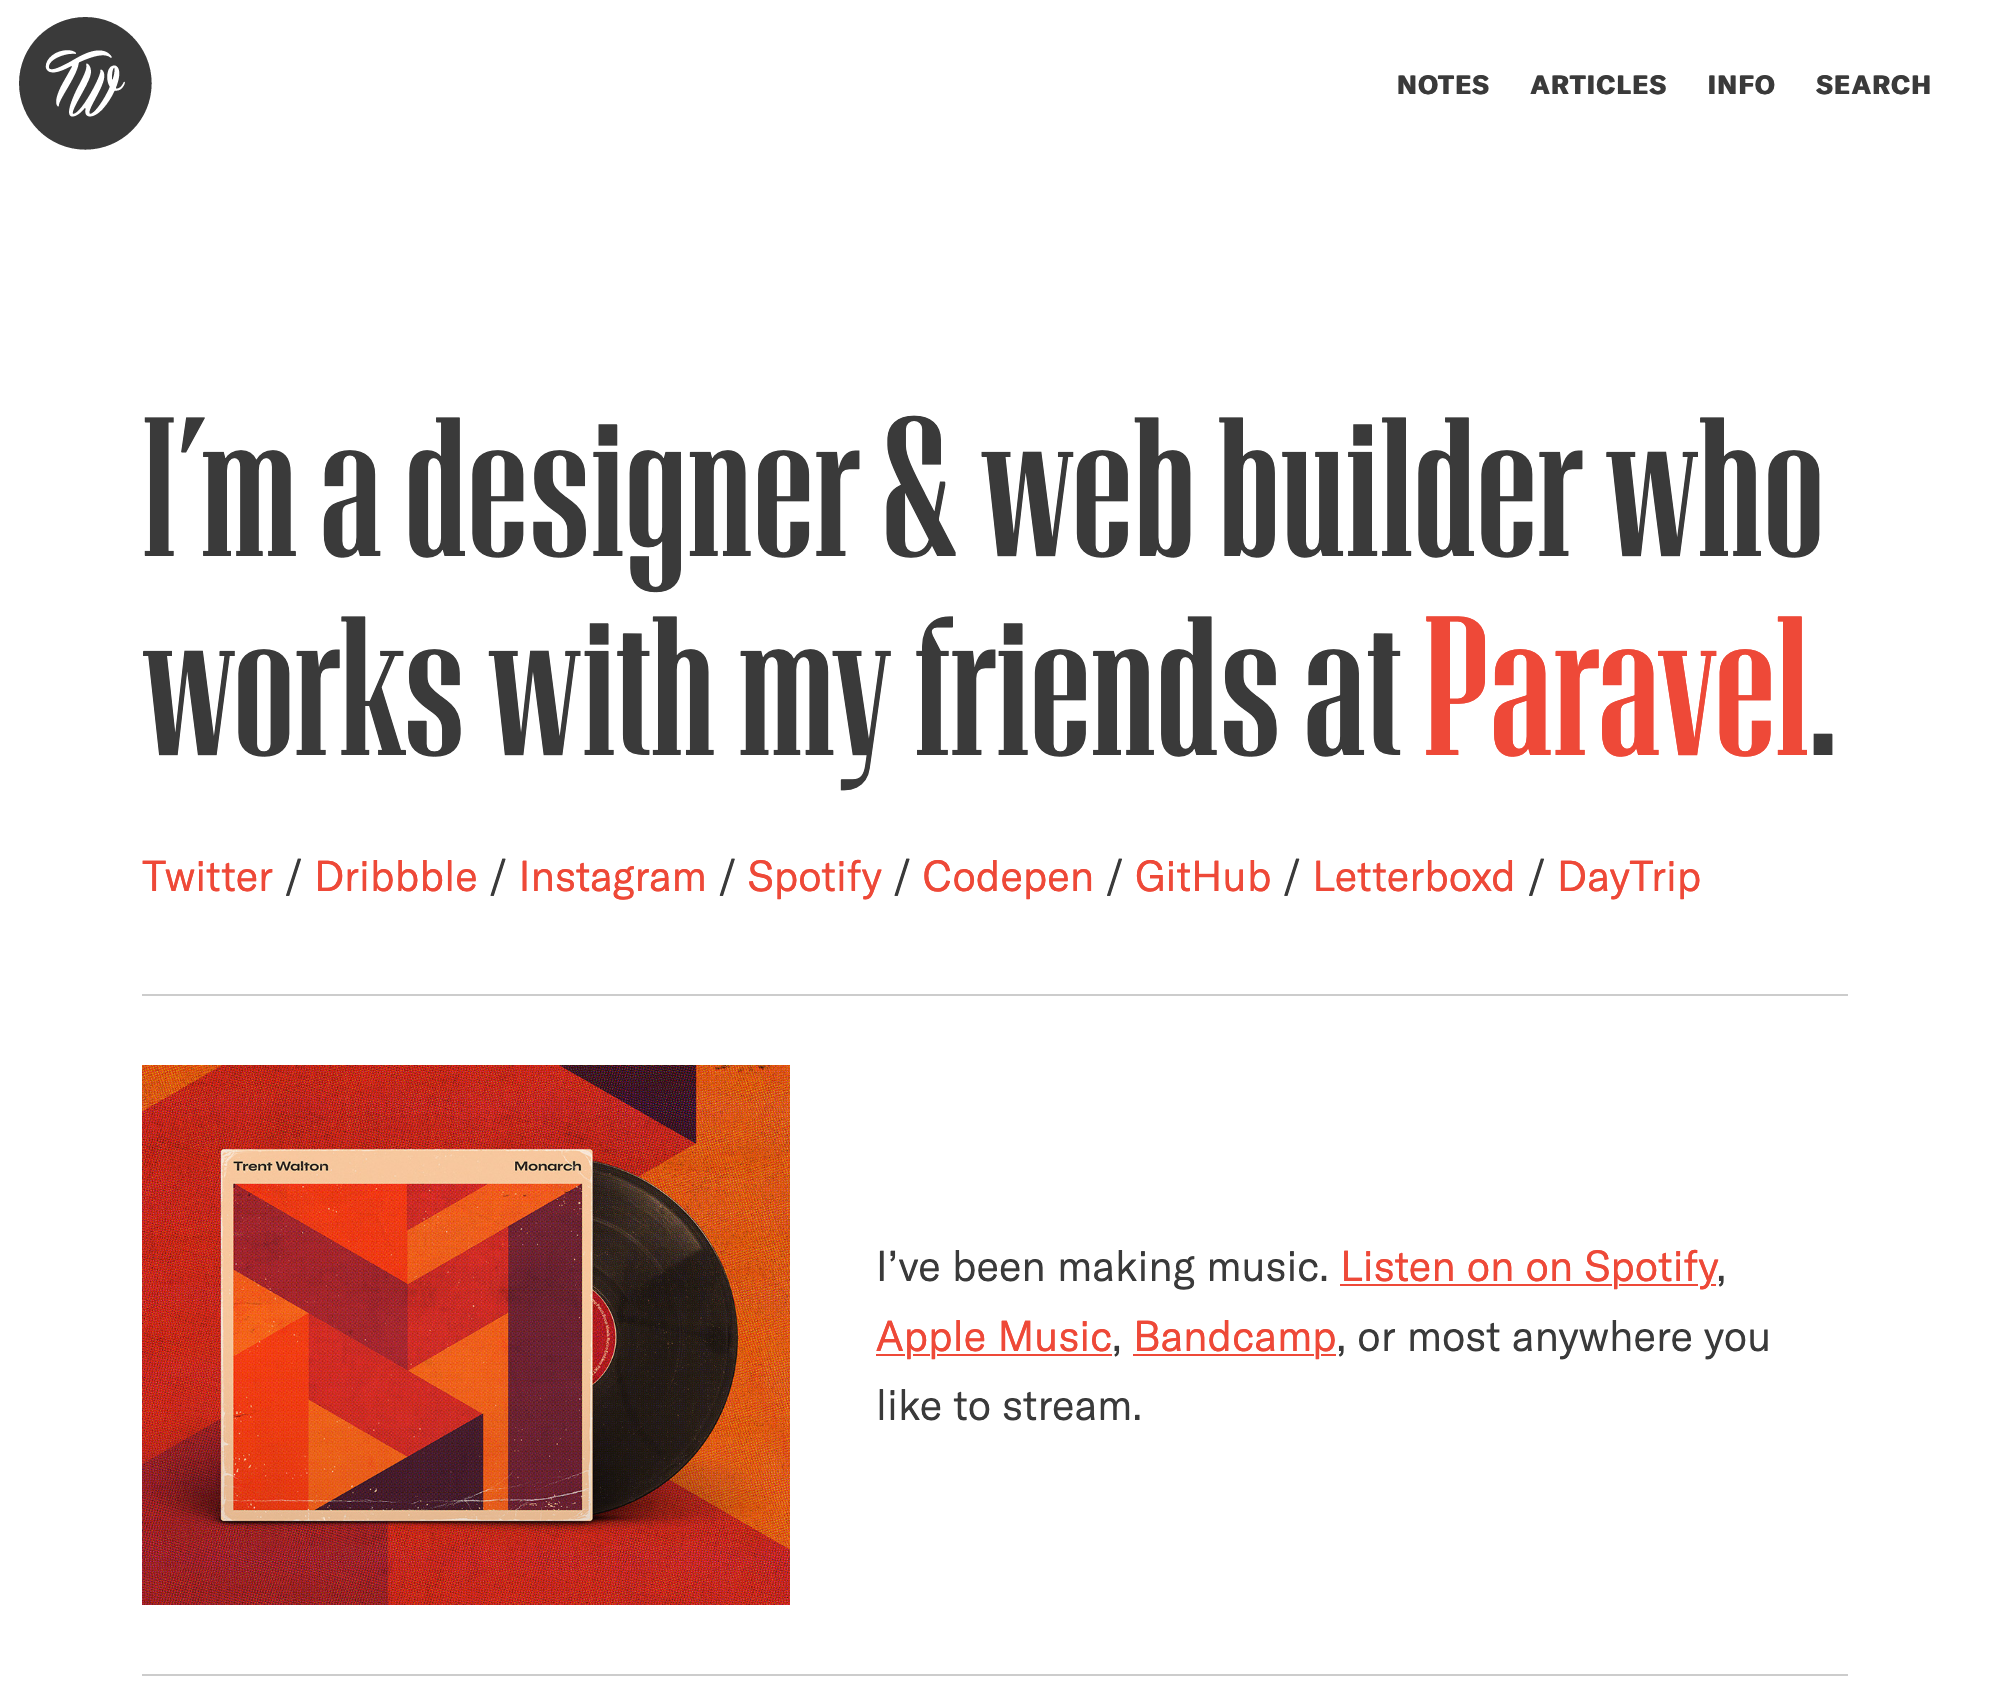 TW
NOTES ARTICLES INFO SEARCH
I’m a designer & web builder who
works with my friends at Paravel.
Twitter / Dribbble / Instagram / Spotify / Codepen / GitHub / Letterboxd / DayTrip
Trent Walton Monarch
I’ve been making music. Listen on on Spotify,
Apple Music, Bandcamp, or most anywhere you
like to stream.